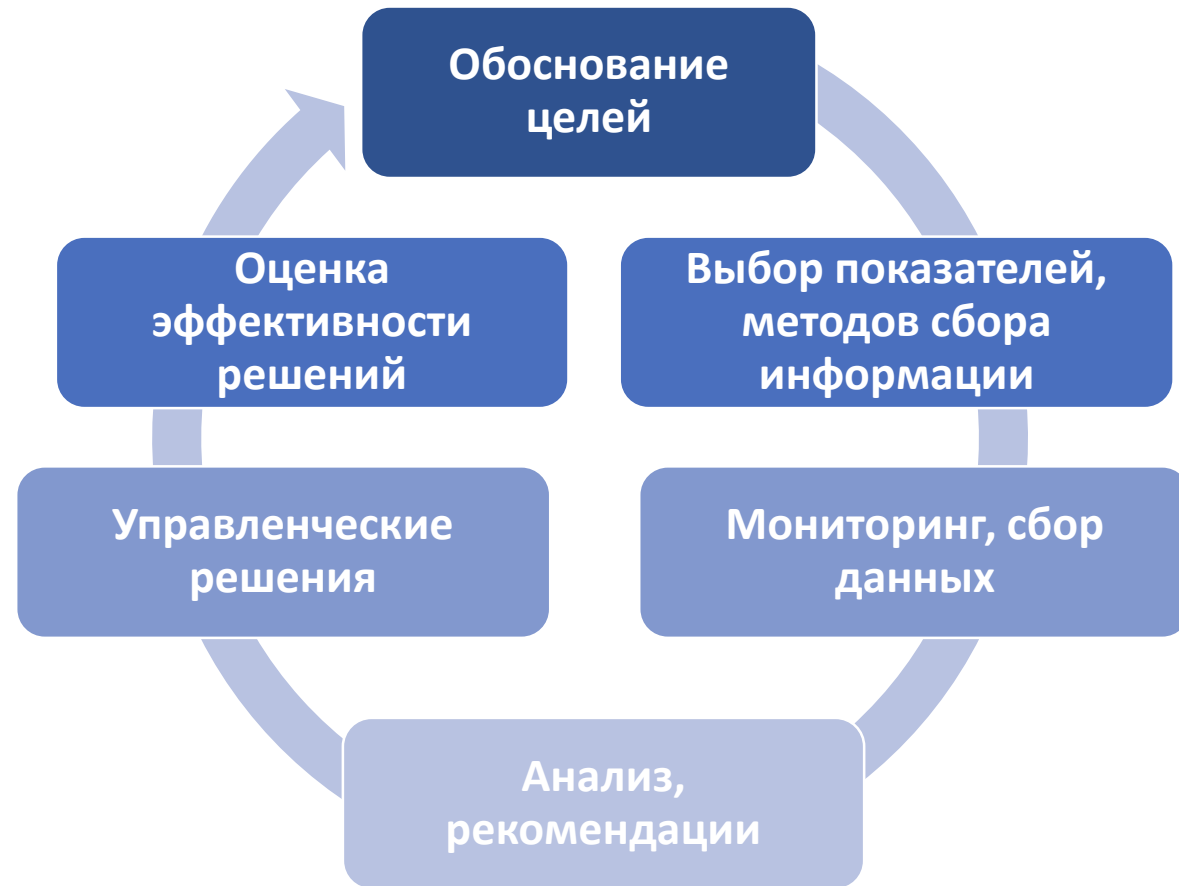 Обоснование
целей
Выбор показателей,
методов сбора
информации
Мониторинг, сбор
данных
Анализ,
рекомендации
Управленческие
решения
Оценка
эффективности
решений